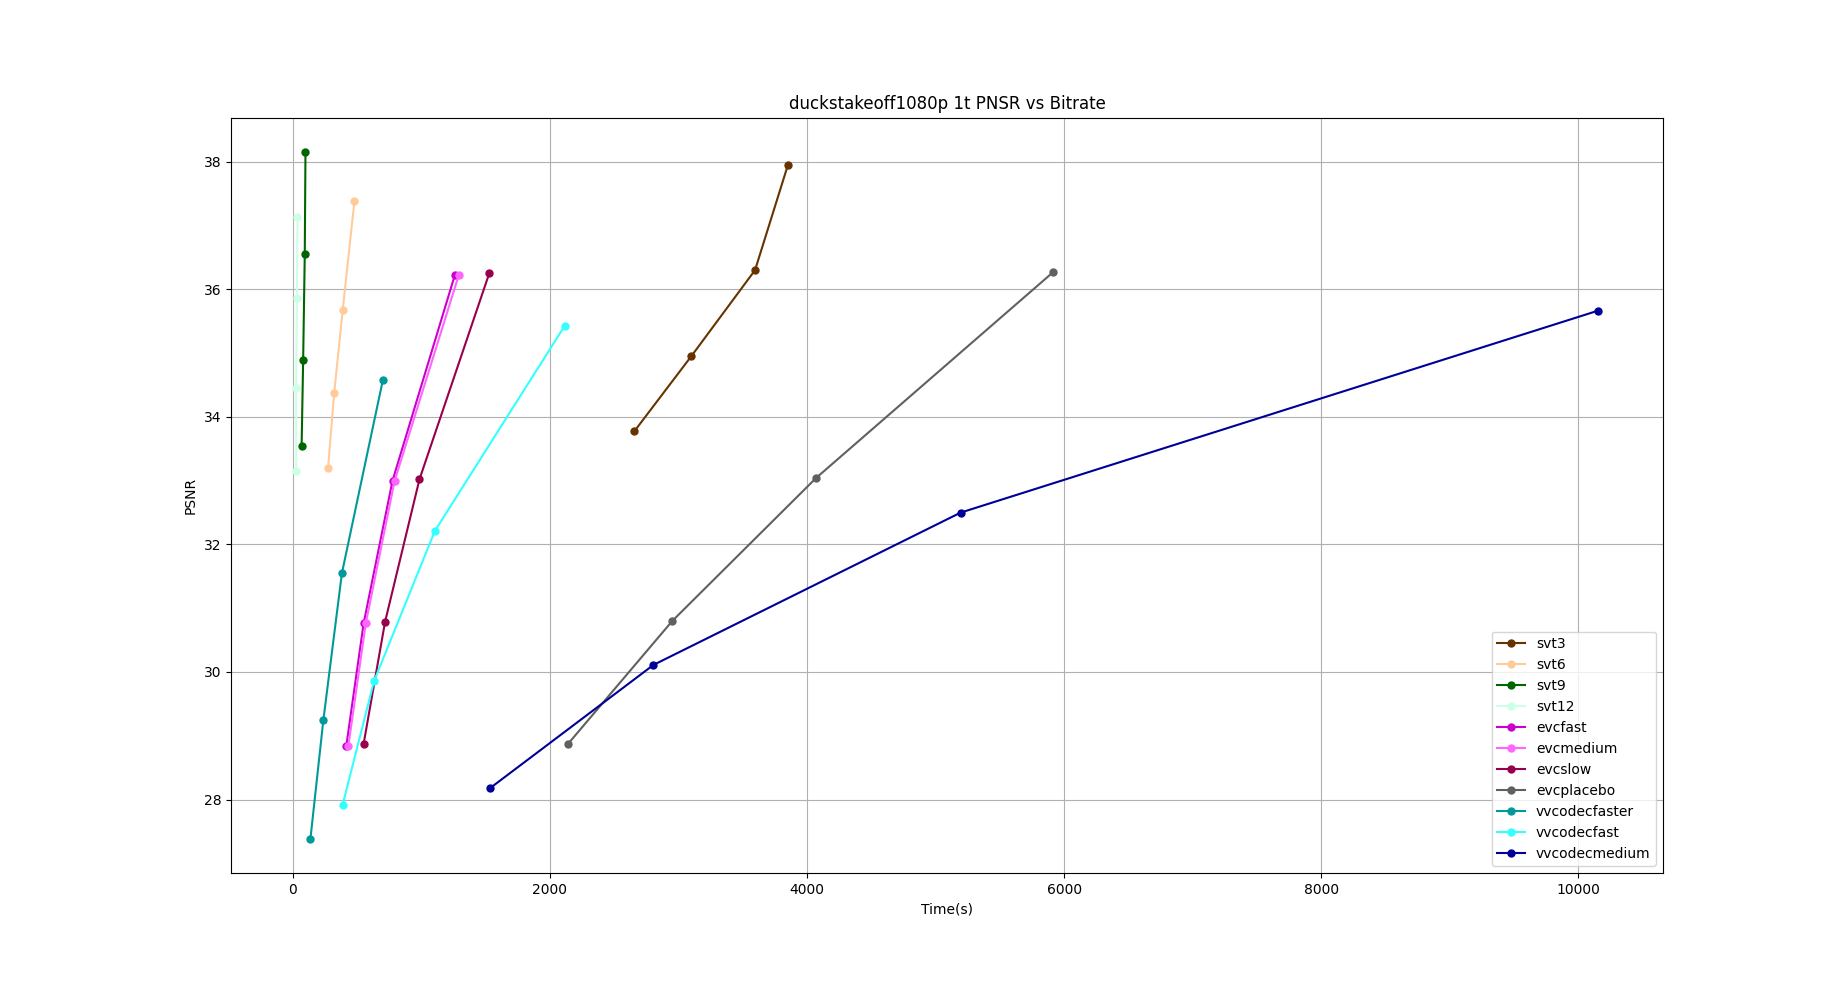 duckstakeoff1080p 1t PNSR vs Bitrate
38
36
34
32
30
28
PSNR
0 2000 4000 6000 8000 10000
Time(s)
svt3
svt6
svt9
svt12
evcfast
evcmedium
evcslow
evcplacebo
vvcodecfaster
vvcodecfast
vvcodecmedium